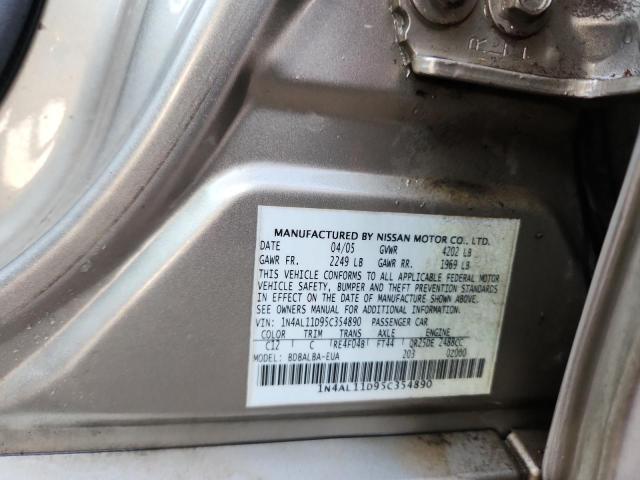 MANUFACTURED BY NISSAN MOTOR CO., LTD.
DATE 04/05 GVWR 4202 LB
GAWR FR. 2249 LB GAWR RR. 1969 LB
THIS VEHICLE CONFORMS TO ALL APPLICABLE FEDERAL MOTOR
VEHICLE SAFETY, BUMPER AND THEFT PREVENTION STANDARDS
IN EFFECT ON THE DATE OF MANUFACTURE SHOWN ABOVE.
SEE OWNERS MANUAL FOR ADDITIONAL INFORMATION.
VIN: 1N4AL11D95C354890 PASSENGER CAR
COLOR TRIM TRANS AXLE ENGINE
C12 C RE4F04B FT44 QR25DE 2488CC
MODEL: BDBALBA-EUA 203 0Z000
1N4AL11D95C354890